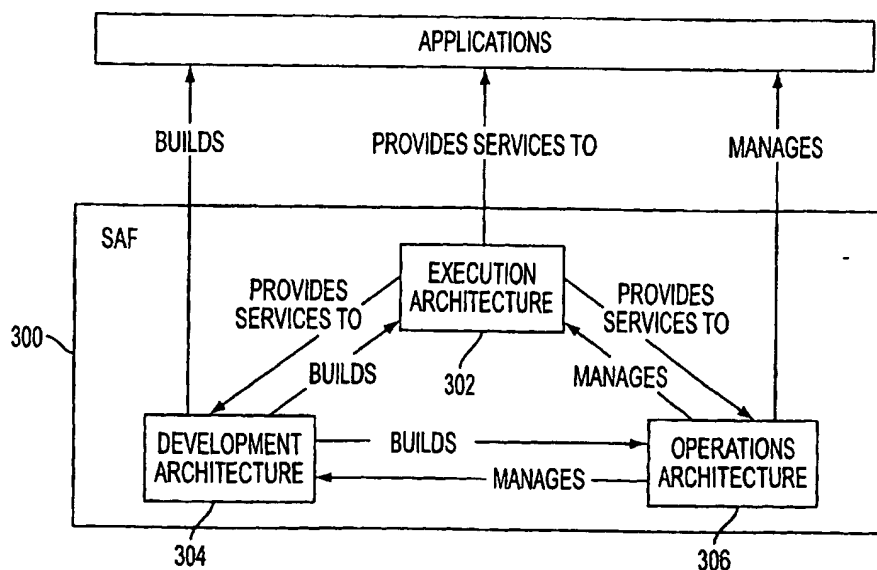 APPLICATIONS
BUILDS
PROVIDES SERVICES TO
MANAGES
SAF
EXECUTION
ARCHITECTURE
302
PROVIDES
SERVICES TO
PROVIDES
SERVICES TO
300
BUILDS
MANAGES
DEVELOPMENT
ARCHITECTURE
304
BUILDS
MANAGES
OPERATIONS
ARCHITECTURE
306